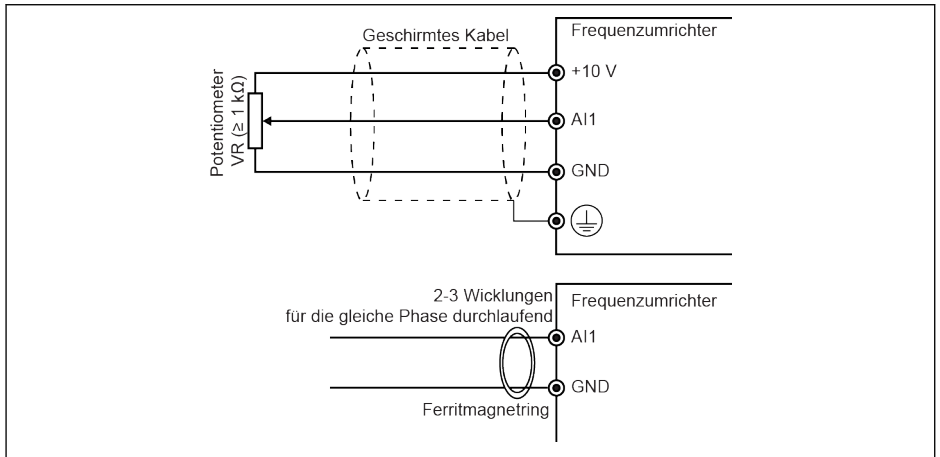 Geschirmtes Kabel
Frequenzumrichter
Potentiometer
VR (≥ 1 kΩ)
+10 V
AI1
GND
2-3 Wicklungen
für die gleiche Phase durchlaufend
Frequenzumrichter
AI1
GND
Ferritmagnetring